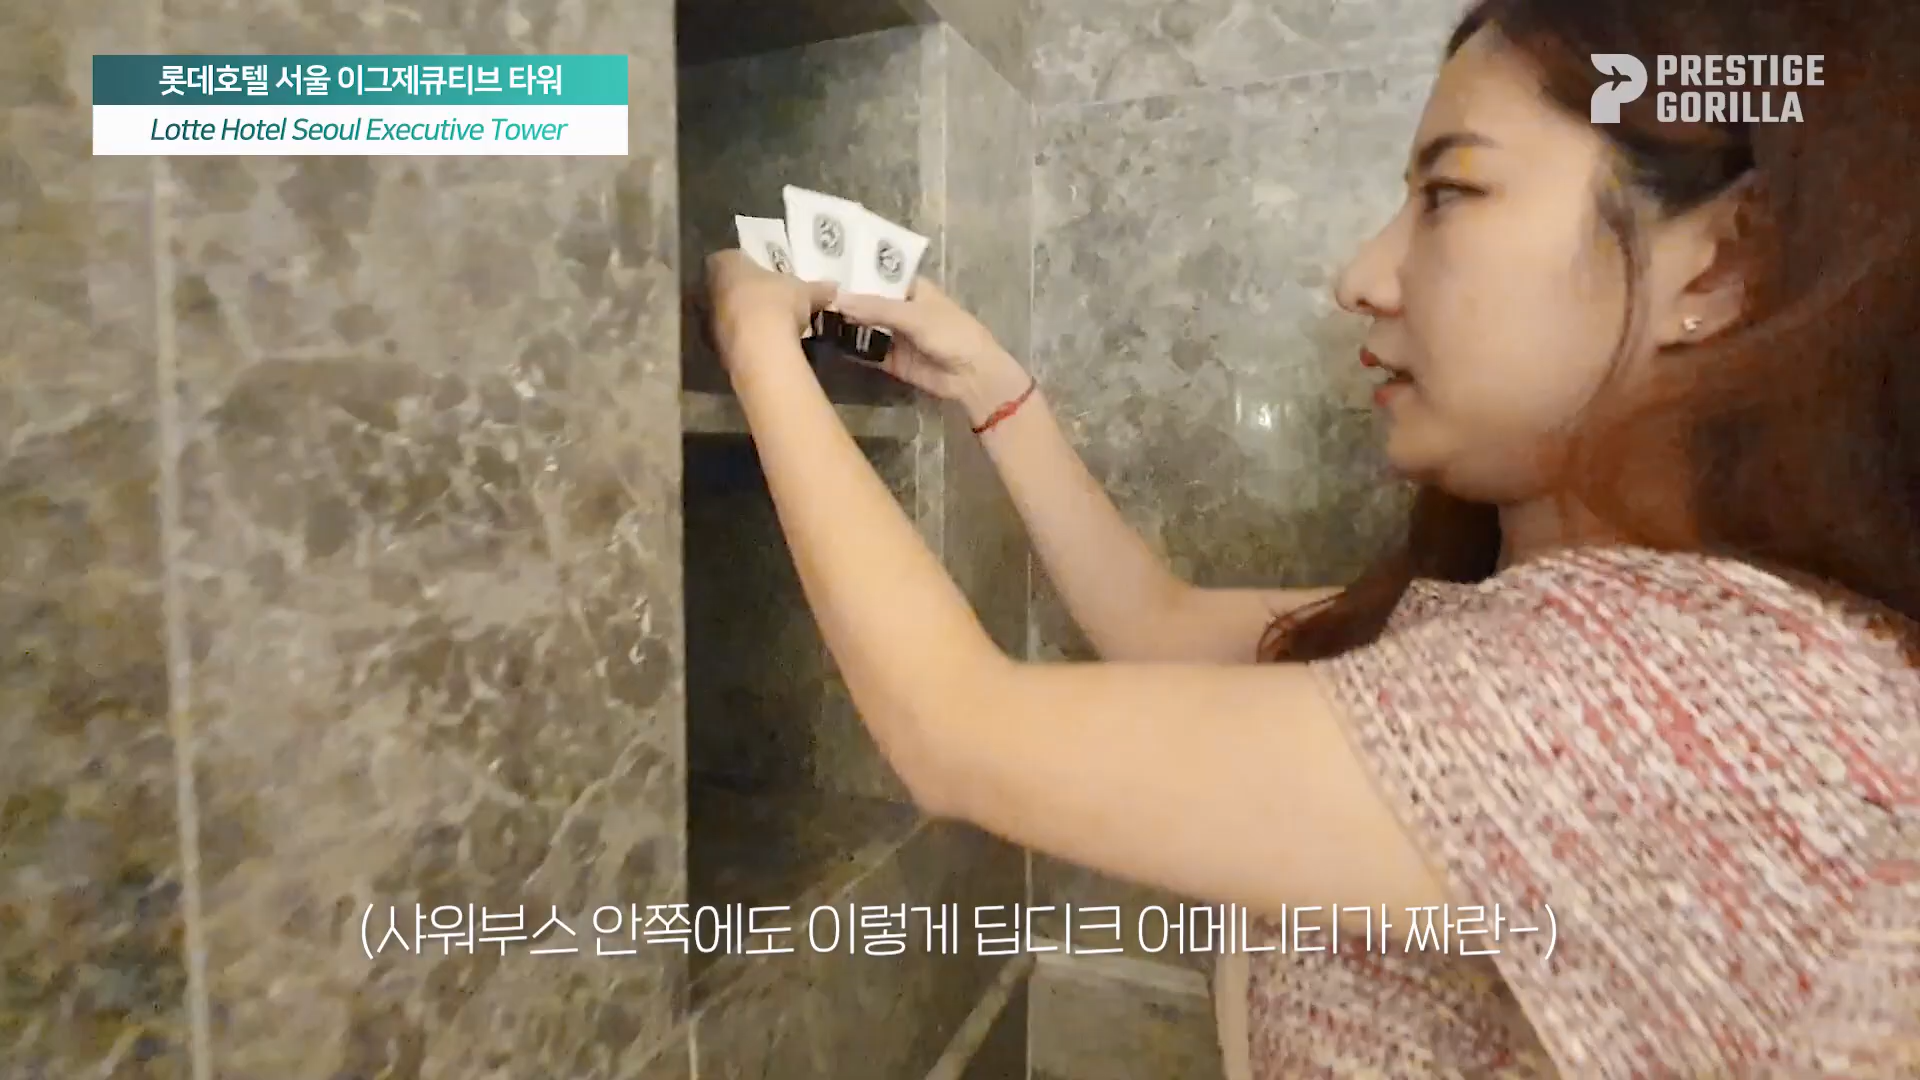 롯데호텔 서울 이그제큐티브 타워
Lotte Hotel Seoul Executive Tower
PRESTIGE
GORILLA
(샤워부스 안쪽에도 이렇게 딥디크 어메니티가 짜란-)